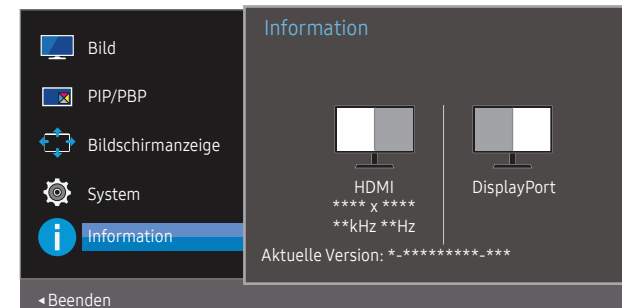 Information
Bild
PIP/PBP
Bildschirmanzeige
System
Information
HDMI
**** x ****
**kHz **Hz
DisplayPort
Aktuelle Version: *-*********-***
◂Beenden